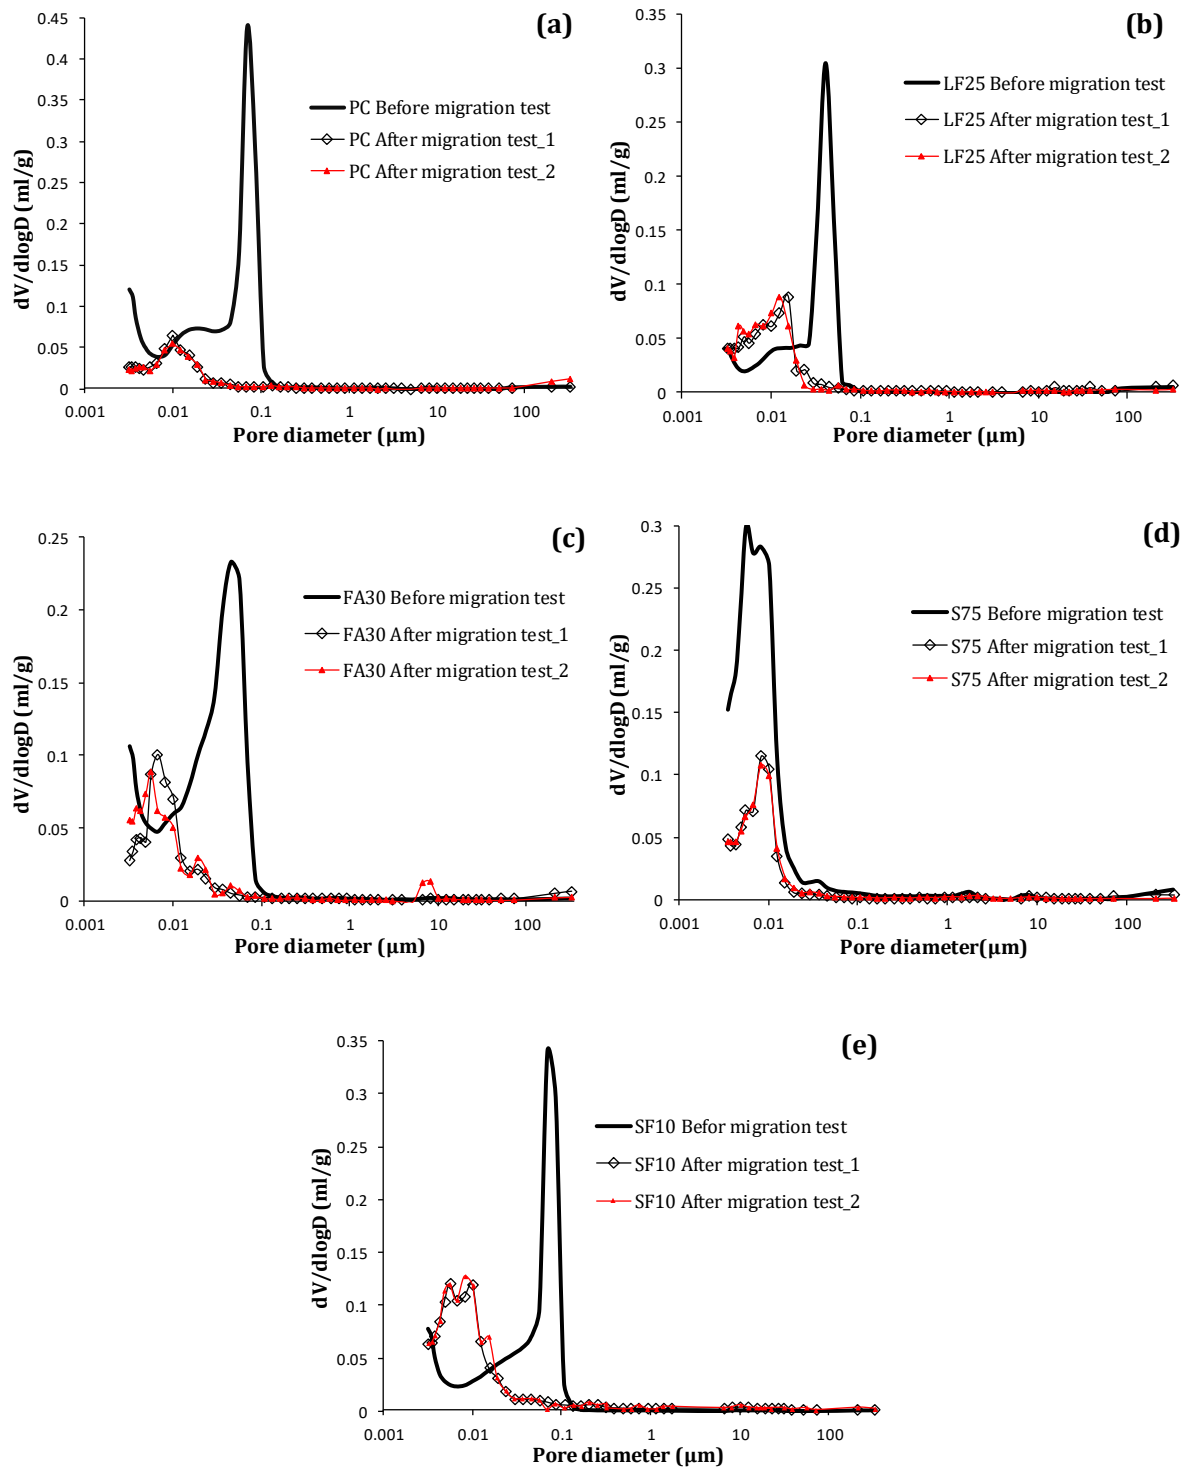 (a)
dV/dlogD (ml/g)
0.45
0.4
0.35
0.3
0.25
0.2
0.15
0.1
0.05
0
PC Before migration test
PC After migration test_1
PC After migration test_2
0.001 0.01 0.1 1 10 100
Pore diameter (µm)
(b)
dV/dlogD (ml/g)
0.35
0.3
0.25
0.2
0.15
0.1
0.05
0
LF25 Before migration test
LF25 After migration test_1
LF25 After migration test_2
0.001 0.01 0.1 1 10 100
Pore diameter (µm)
(c)
dV/dlogD (ml/g)
0.25
0.2
0.15
0.1
0.05
0
FA30 Before migration test
FA30 After migration test_1
FA30 After migration test_2
0.001 0.01 0.1 1 10 100
Pore diameter (µm)
(d)
dV/dlogD (ml/g)
0.3
0.25
0.2
0.15
0.1
0.05
0
S75 Before migration test
S75 After migration test_1
S75 After migration test_2
0.001 0.01 0.1 1 10 100
Pore diameter(µm)
(e)
dV/dlogD (ml/g)
0.35
0.3
0.25
0.2
0.15
0.1
0.05
0
SF10 Befor migration test
SF10 After migration test_1
SF10 After migration test_2
0.001 0.01 0.1 1 10 100
Pore diameter (µm)